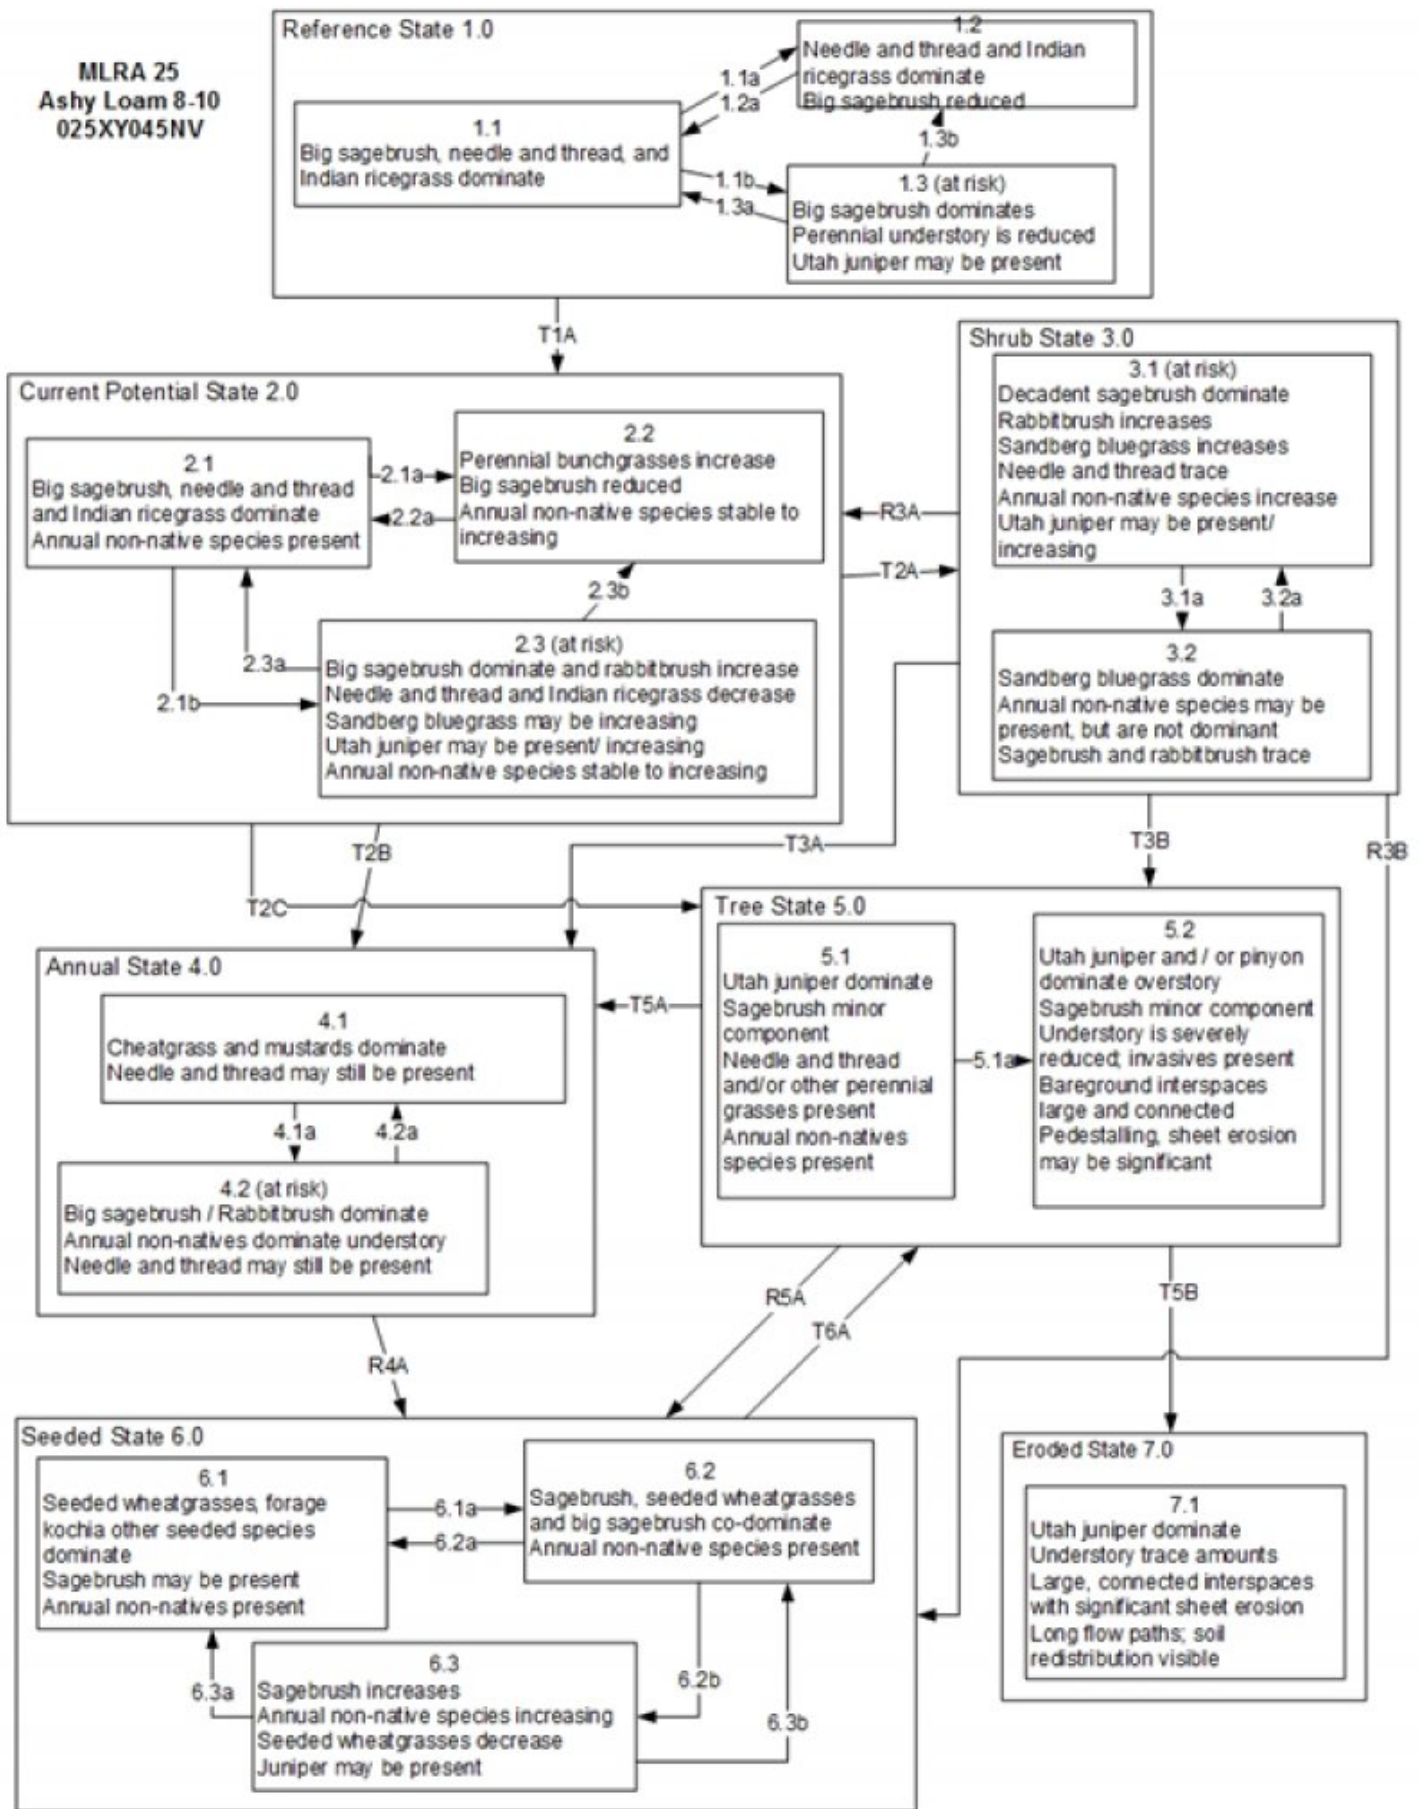 Reference State 1.0
MLRA 25
Ashy Loam 8-10
025XY045NV
1.1
Big sagebrush, needle and thread, and
Indian ricegrass dominate
1.1a
1.2a
1.2
Needle and thread and Indian
ricegrass dominate
Big sagebrush reduced
1.3b
1.1b
1.3a
1.3 (at risk)
Big sagebrush dominates
Perennial understory is reduced
Utah juniper may be present
T1A
Current Potential State 2.0
2.1
Big sagebrush, needle and thread
and Indian ricegrass dominate
Annual non-native species present
2.1a
2.2a
2.2
Perennial bunchgrasses increase
Big sagebrush reduced
Annual non-native species stable to
increasing
2.3b
2.3a
2.1b
2.3 (at risk)
Big sagebrush dominate and rabbitbrush increase
Needle and thread and Indian ricegrass decrease
Sandberg bluegrass may be increasing
Utah juniper may be present/ increasing
Annual non-native species stable to increasing
R3A
T2A
Shrub State 3.0
3.1 (at risk)
Decadent sagebrush dominate
Rabbitbrush increases
Sandberg bluegrass increases
Needle and thread trace
Annual non-native species increase
Utah juniper may be present/
increasing
3.1a
3.2a
3.2
Sandberg bluegrass dominate
Annual non-native species may be
present, but are not dominant
Sagebrush and rabbitbrush trace
T2B
T3A
T3B
R3B
T2C
Annual State 4.0
4.1
Cheatgrass and mustards dominate
Needle and thread may still be present
4.1a
4.2a
4.2 (at risk)
Big sagebrush / Rabbitbrush dominate
Annual non-natives dominate understory
Needle and thread may still be present
T5A
Tree State 5.0
5.1
Utah juniper dominate
Sagebrush minor
component
Needle and thread
and/or other perennial
grasses present
Annual non-natives
species present
5.1a
5.2
Utah juniper and / or pinyon
dominate overstory
Sagebrush minor component
Understory is severely
reduced; invasives present
Bareground interspaces
large and connected
Pedestalling, sheet erosion
may be significant
R4A
R5A
T6A
T5B
Seeded State 6.0
6.1
Seeded wheatgrasses, forage
kochia other seeded species
dominate
Sagebrush may be present
Annual non-natives present
6.1a
6.2a
6.2
Sagebrush, seeded wheatgrasses
and big sagebrush co-dominate
Annual non-native species present
6.3a
6.3
Sagebrush increases
Annual non-native species increasing
Seeded wheatgrasses decrease
Juniper may be present
6.2b
6.3b
Eroded State 7.0
7.1
Utah juniper dominate
Understory trace amounts
Large, connected interspaces
with significant sheet erosion
Long flow paths; soil
redistribution visible